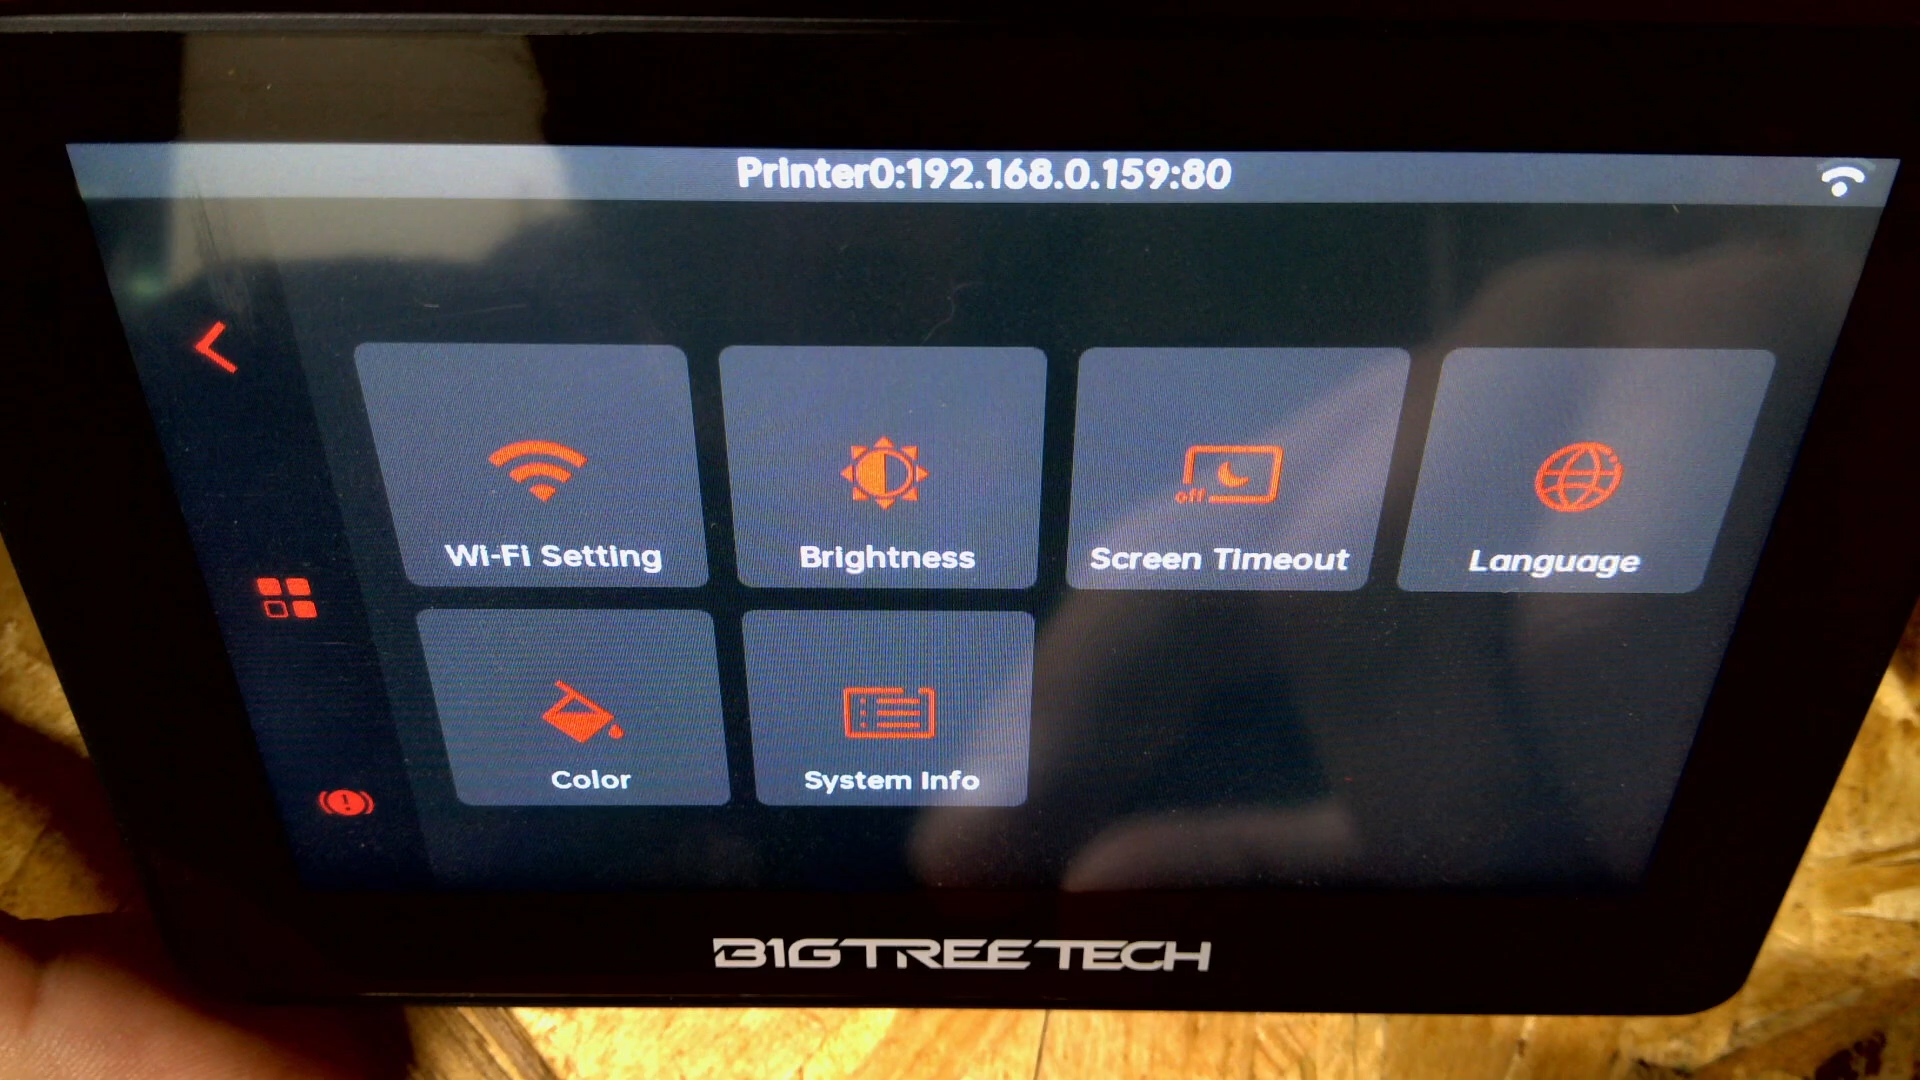 Printer0:192.168.0.159:80
Wi-Fi Setting
Brightness
off
Screen Timeout
Language
Color
System Info
BIGTREETECH